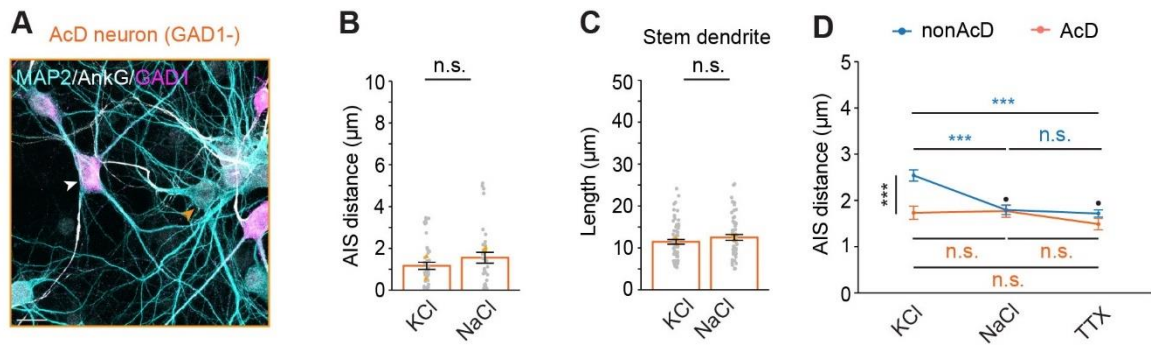 A
AcD neuron (GAD1-)
MAP2/AnkG/GAD1
B
n.s.
AIS distance (μm)
10
8
6
4
2
0
KCl
NaCl
C
Stem dendrite
n.s.
Length (μm)
50
40
30
20
10
0
KCl
NaCl
D
nonAcD
AcD
AIS distance (μm)
5
4
3
2
1
0
***
***
n.s.
***
n.s.
n.s.
n.s.
KCl
NaCl
TTX